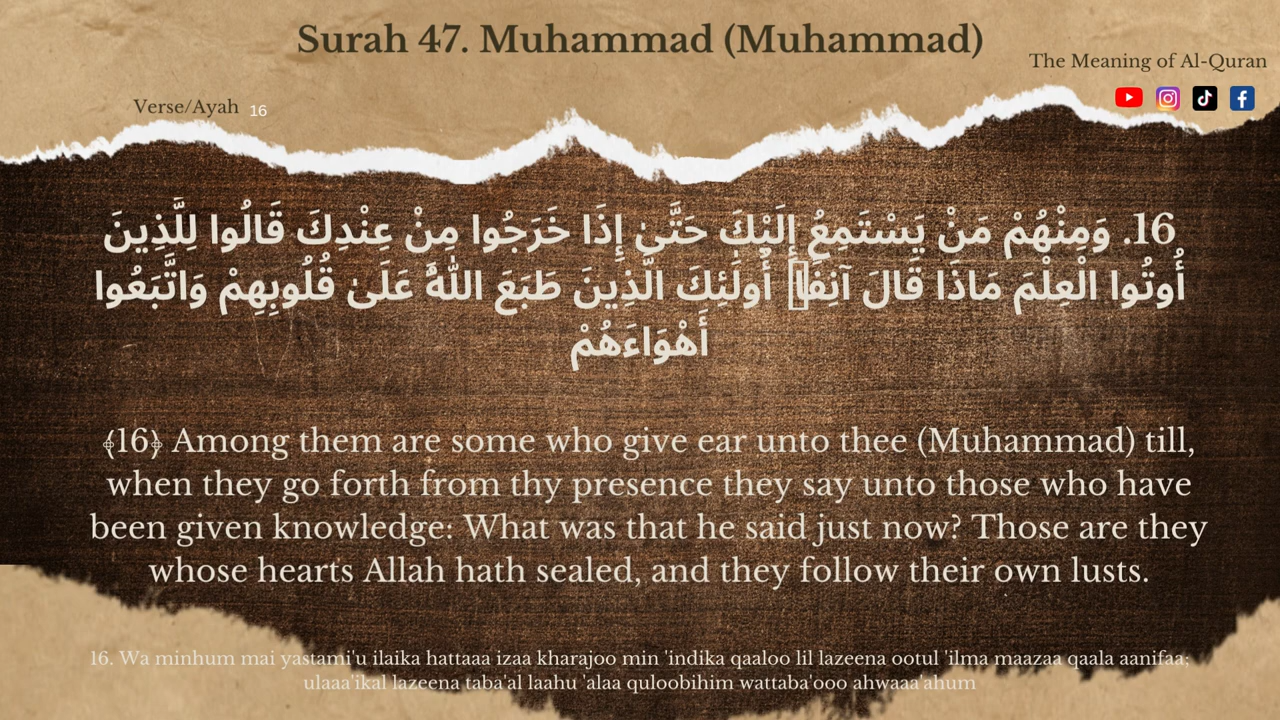 Surah 47. Muhammad (Muhammad)
The Meaning of Al-Quran
Verse/Ayah 16
16. وَمِنْهُمْ مَنْ يَسْتَمِعُ إِلَيْكَ حَتَّىٰ إِذَا خَرَجُوا مِنْ عِنْدِكَ قَالُوا لِلَّذِينَ
أُوتُوا الْعِلْمَ مَاذَا قَالَ آنِفًا ۚ أُولَٰئِكَ الَّذِينَ طَبَعَ اللَّهُ عَلَىٰ قُلُوبِهِمْ وَاتَّبَعُوا
أَهْوَاءَهُمْ
﴾16﴿ Among them are some who give ear unto thee (Muhammad) till,
when they go forth from thy presence they say unto those who have
been given knowledge: What was that he said just now? Those are they
whose hearts Allah hath sealed, and they follow their own lusts.
16. Wa minhum mai yastami'u ilaika hattaaa izaa kharajoo min 'indika qaaloo lil lazeena ootul 'ilma maazaa qaala aanifaa;
ulaaa'ikal lazeena taba'al laahu 'alaa quloobihim wattaba'ooo ahwaaa'ahum